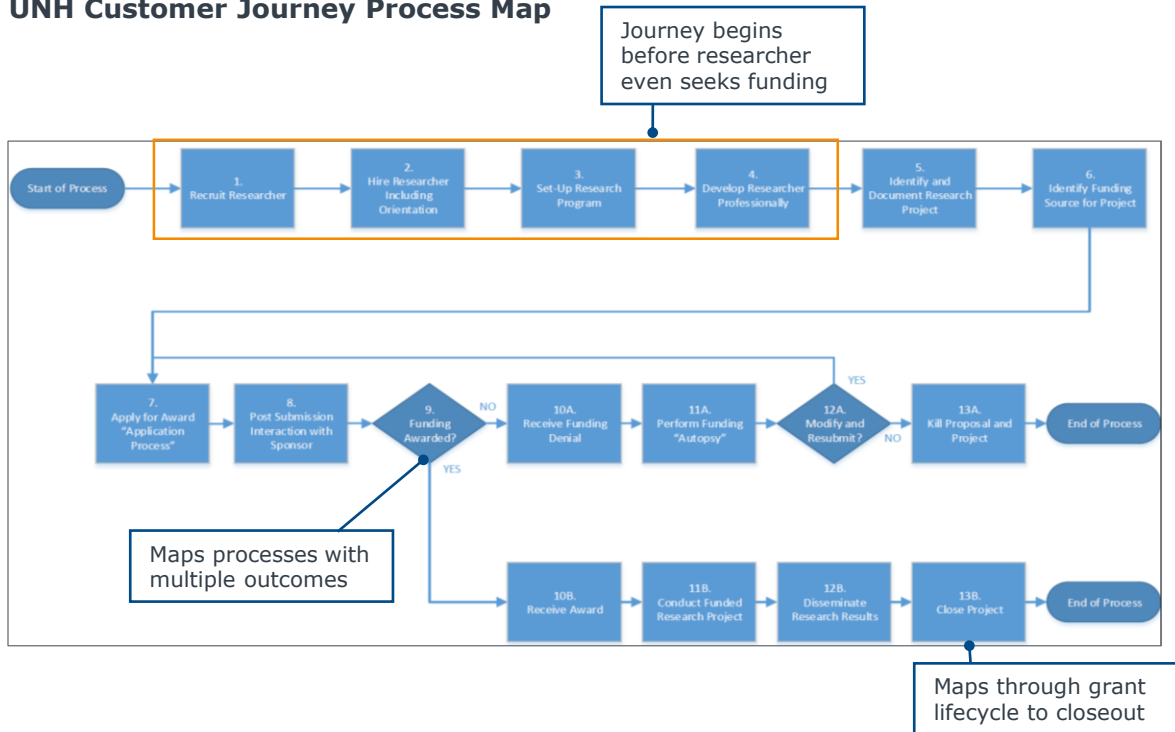 UNH Customer Journey Process Map
Journey begins
before researcher
even seeks funding
Start of Process
1.
Recruit Researcher
2.
Hire Researcher
Including
Orientation
3.
Set-Up Research
Program
4.
Develop Researcher
Professionally
5.
Identify and
Document Research
Project
6.
Identify Funding
Source for Project
7.
Apply for Award
“Application
Process”
8.
Post Submission
Interaction with
Sponsor
9.
Funding
Awarded?
NO
YES
10A.
Receive Funding
Denial
11A.
Perform Funding
“Autopsy”
12A.
Modify and
Resubmit?
YES
NO
13A.
Kill Proposal and
Project
End of Process
Maps processes with
multiple outcomes
10B.
Receive Award
11B.
Conduct Funded
Research Project
12B.
Disseminate
Research Results
13B.
Close Project
End of Process
Maps through grant
lifecycle to closeout